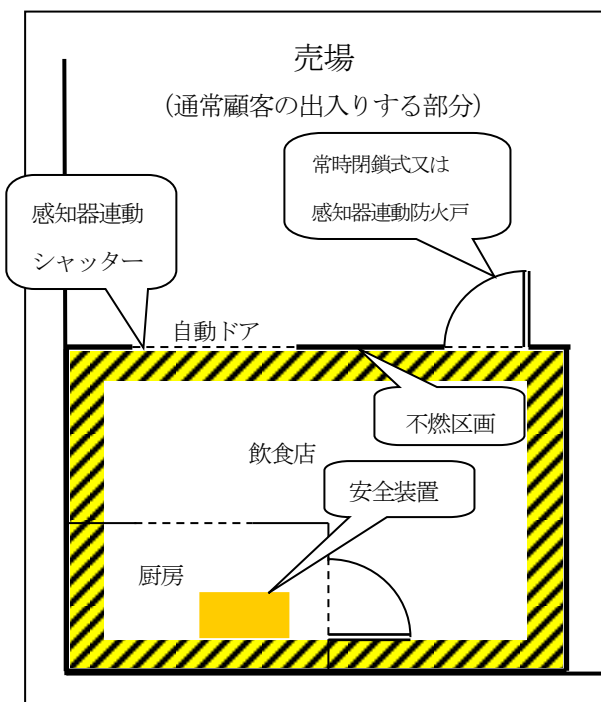 売場
（通常顧客の出入りする部分）
常時閉鎖式又は
感知器連動防火戸
感知器連動
シャッター
自動ドア
不燃区画
飲食店
安全装置
厨房